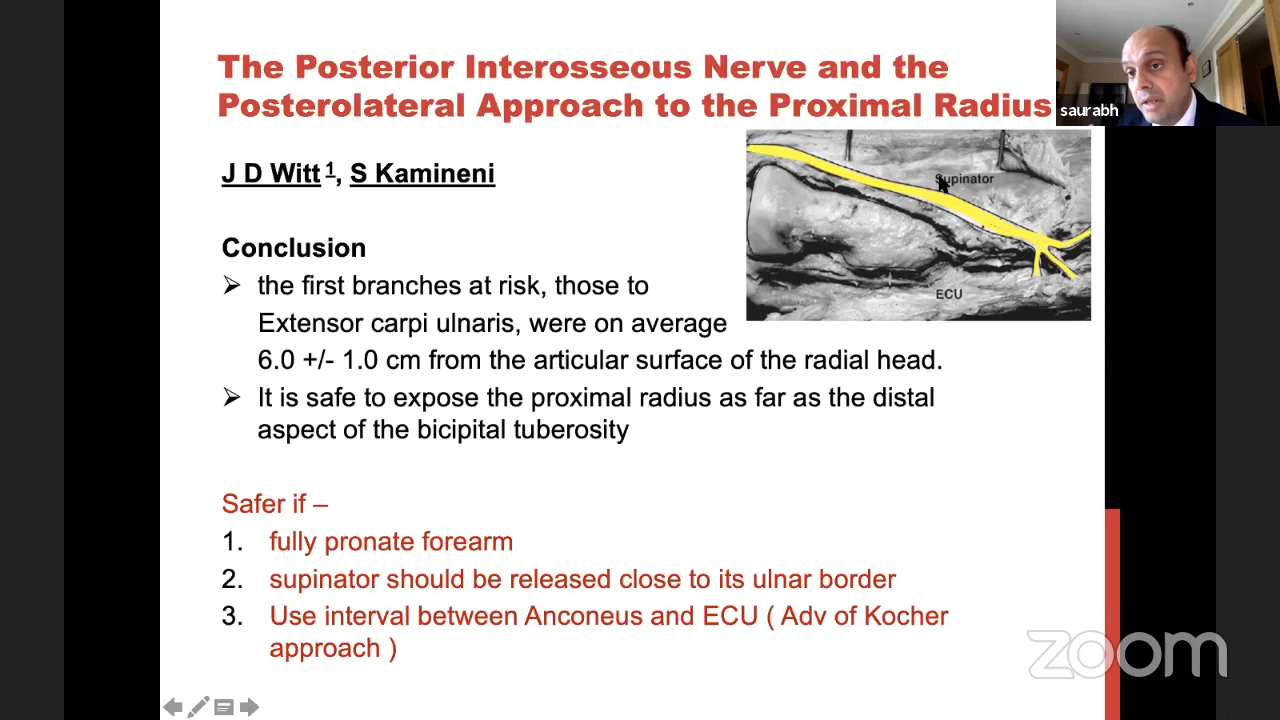 The Posterior Interosseous Nerve and the
Posterolateral Approach to the Proximal Radius
saurabh
J D Witt 1, S Kamineni
Supinator
ECU
Conclusion
➢ the first branches at risk, those to
Extensor carpi ulnaris, were on average
6.0 +/- 1.0 cm from the articular surface of the radial head.
➢ It is safe to expose the proximal radius as far as the distal
aspect of the bicipital tuberosity
Safer if –
1. fully pronate forearm
2. supinator should be released close to its ulnar border
3. Use interval between Anconeus and ECU ( Adv of Kocher
approach )
zoom